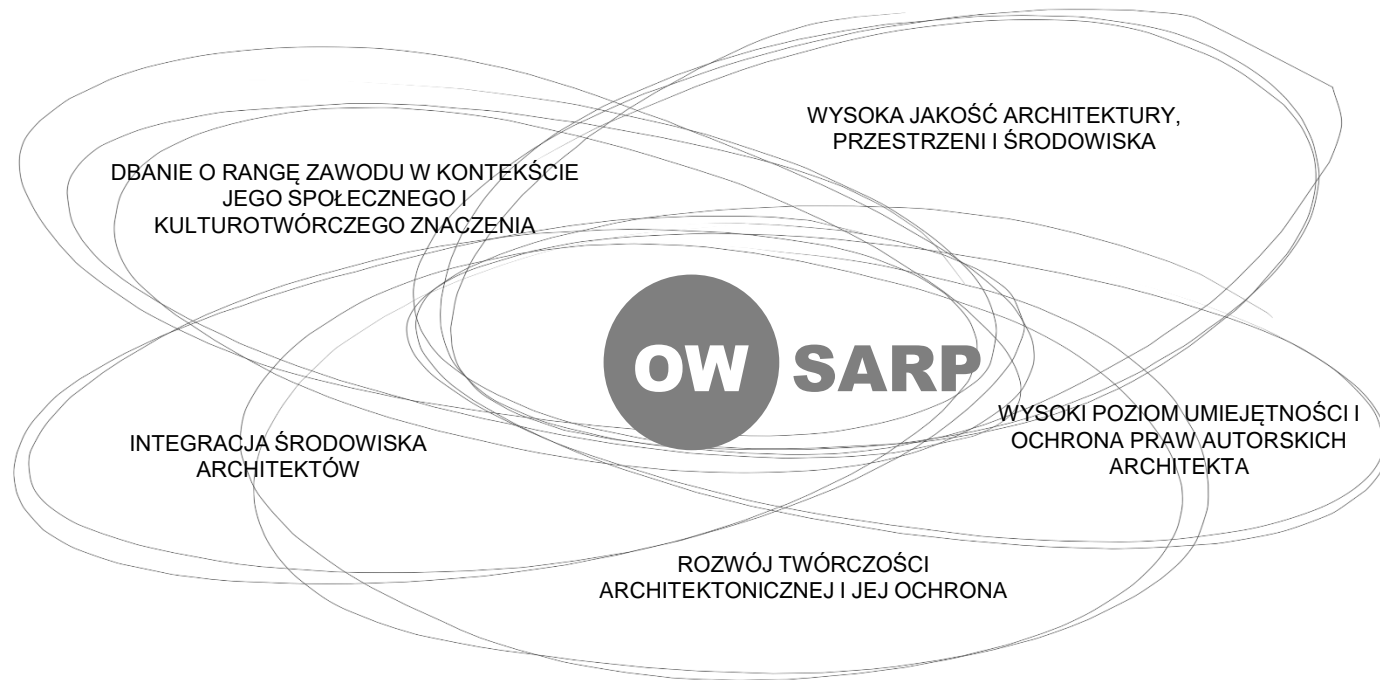 WYSOKA JAKOŚĆ ARCHITEKTURY,
PRZESTRZENI I ŚRODOWISKA
DBANIE O RANGĘ ZAWODU W KONTEKŚCIE
JEGO SPOŁECZNEGO I
KULTUROTWÓRCZEGO ZNACZENIA
OW SARP
WYSOKI POZIOM UMIEJĘTNOŚCI I
OCHRONA PRAW AUTORSKICH
ARCHITEKTA
INTEGRACJA ŚRODOWISKA
ARCHITEKTÓW
ROZWÓJ TWÓRCZOŚCI
ARCHITEKTONICZNEJ I JEJ OCHRONA